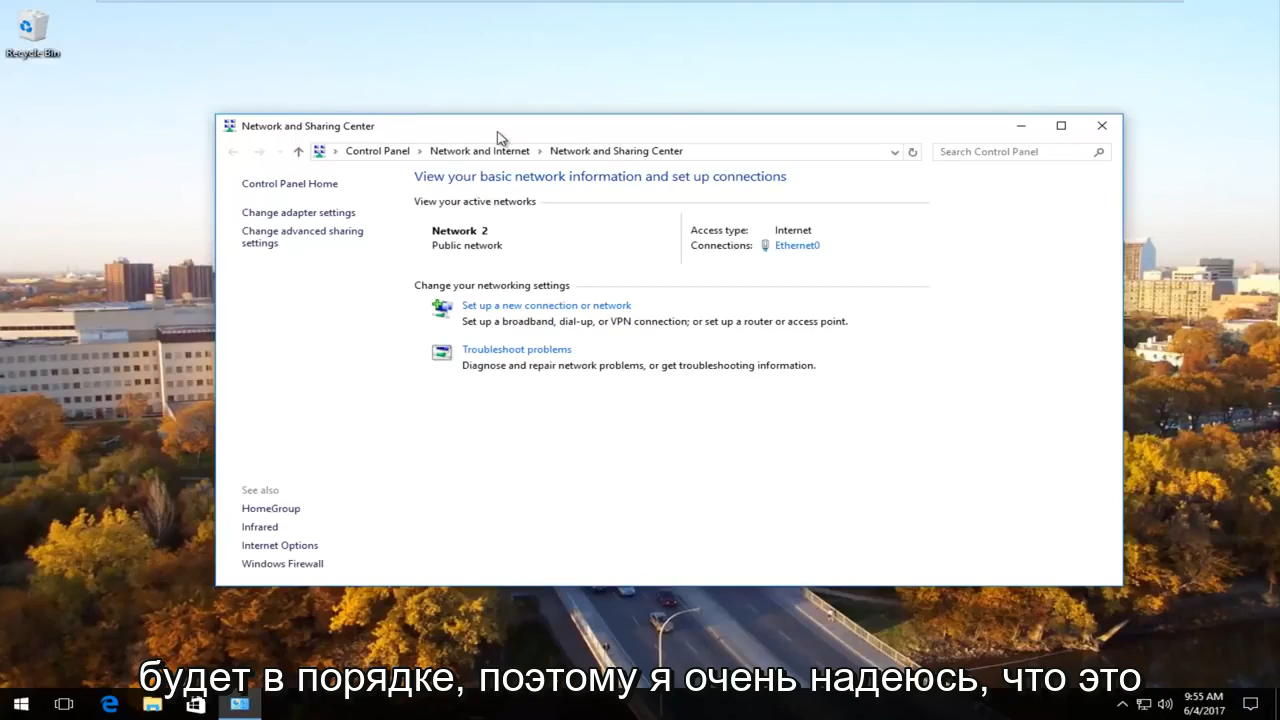 Recycle Bin
Network and Sharing Center
Control Panel
Network and Internet
Network and Sharing Center
Search Control Panel
Control Panel Home
Change adapter settings
Change advanced sharing
settings
See also
HomeGroup
Infrared
Internet Options
Windows Firewall
View your basic network information and set up connections
View your active networks
Network 2
Public network
Access type: Internet
Connections: Ethernet0
Change your networking settings
Set up a new connection or network
Set up a broadband, dial-up, or VPN connection; or set up a router or access point.
Troubleshoot problems
Diagnose and repair network problems, or get troubleshooting information.
будет в порядке, поэтому я очень надеюсь, что это
9:55 AM
6/4/2017